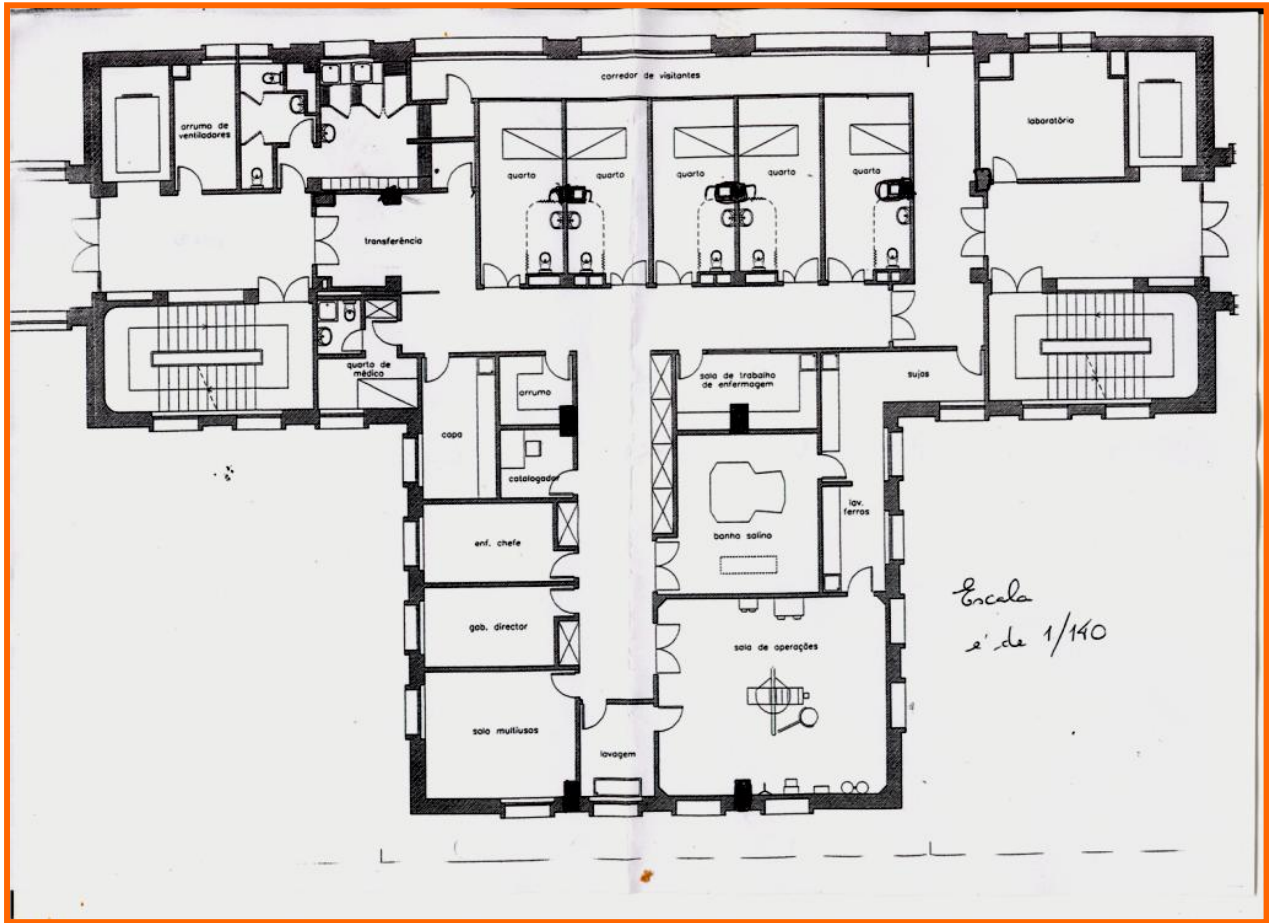 corredor de visitantes
arrumo de
ventiladores
laboratório
quarto
quarto
quarto
quarto
quarto
transferência
quarto de
médico
arrumo
sala de trabalho
de enfermagem
sujos
copa
catalogador
lav.
ferros
banho salino
enf. chefe
gab. director
sala de operações
sala multiusos
lavagem
Escala
é de 1/140